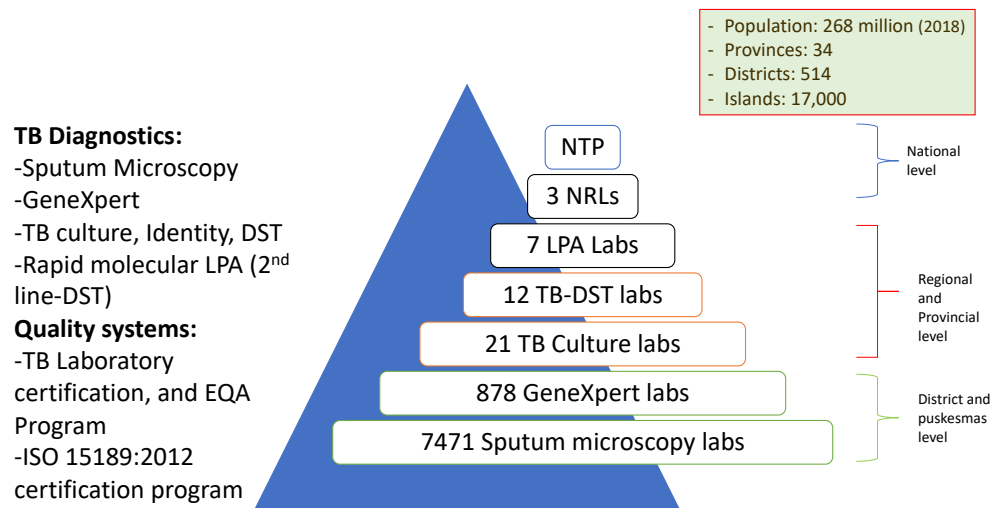 - Population: 268 million (2018)
- Provinces: 34
- Districts: 514
- Islands: 17,000
TB Diagnostics:
-Sputum Microscopy
-GeneXpert
-TB culture, Identity, DST
-Rapid molecular LPA (2nd
line-DST)
Quality systems:
-TB Laboratory
certification, and EQA
Program
-ISO 15189:2012
certification program
NTP
3 NRLs
7 LPA Labs
12 TB-DST labs
21 TB Culture labs
878 GeneXpert labs
7471 Sputum microscopy labs
National
level
Regional
and
Provincial
level
District and
puskesmas
level